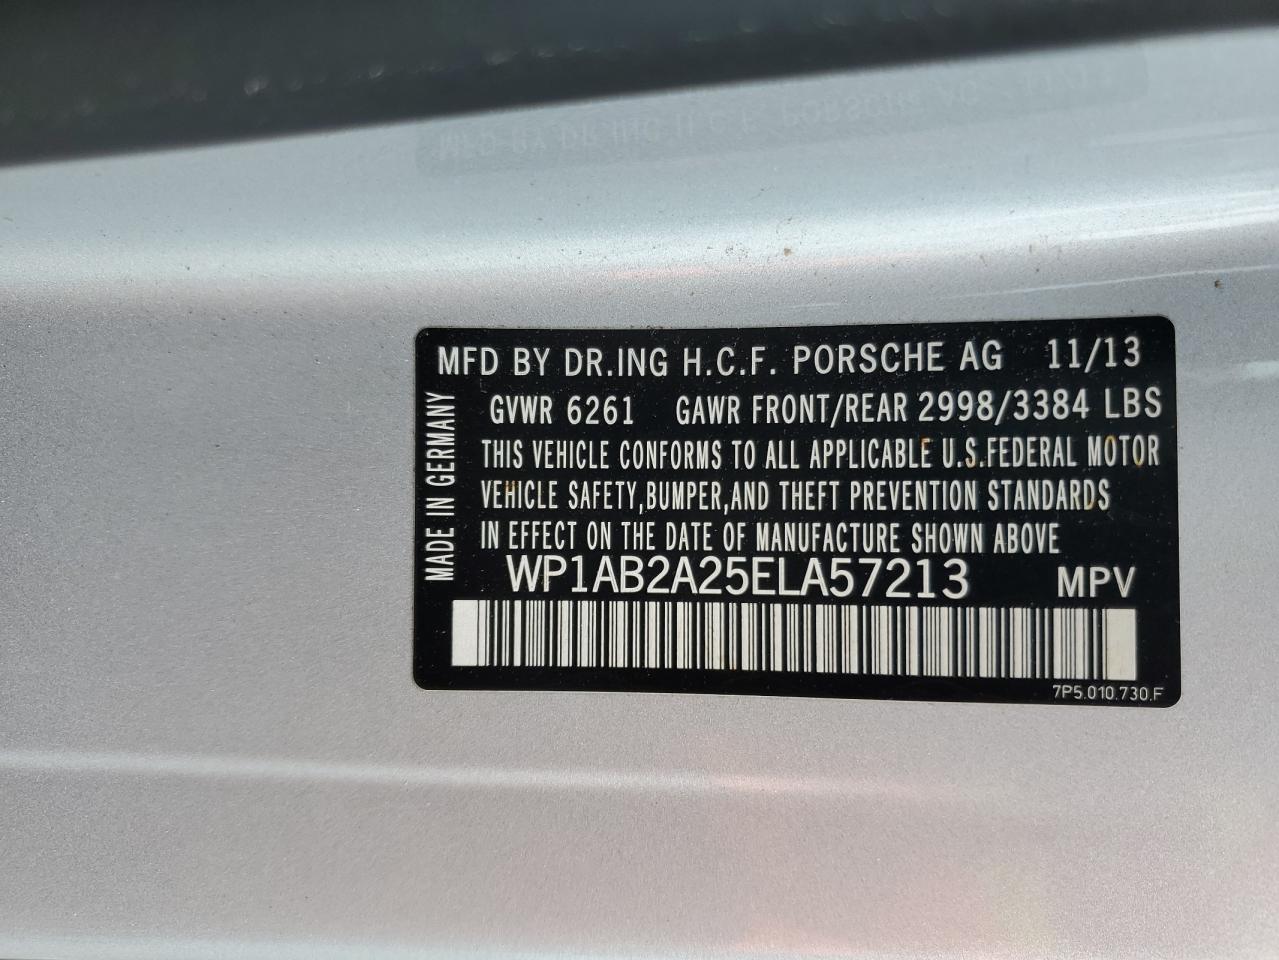 MFD BY DR.ING H.C.F. PORSCHE AG 11/13
GVWR 6261 GAWR FRONT/REAR 2998/3384 LBS
THIS VEHICLE CONFORMS TO ALL APPLICABLE U.S.FEDERAL MOTOR
VEHICLE SAFETY,BUMPER,AND THEFT PREVENTION STANDARDS
IN EFFECT ON THE DATE OF MANUFACTURE SHOWN ABOVE
WP1AB2A25ELA57213 MPV
7P5.010.730.F
MADE IN GERMANY